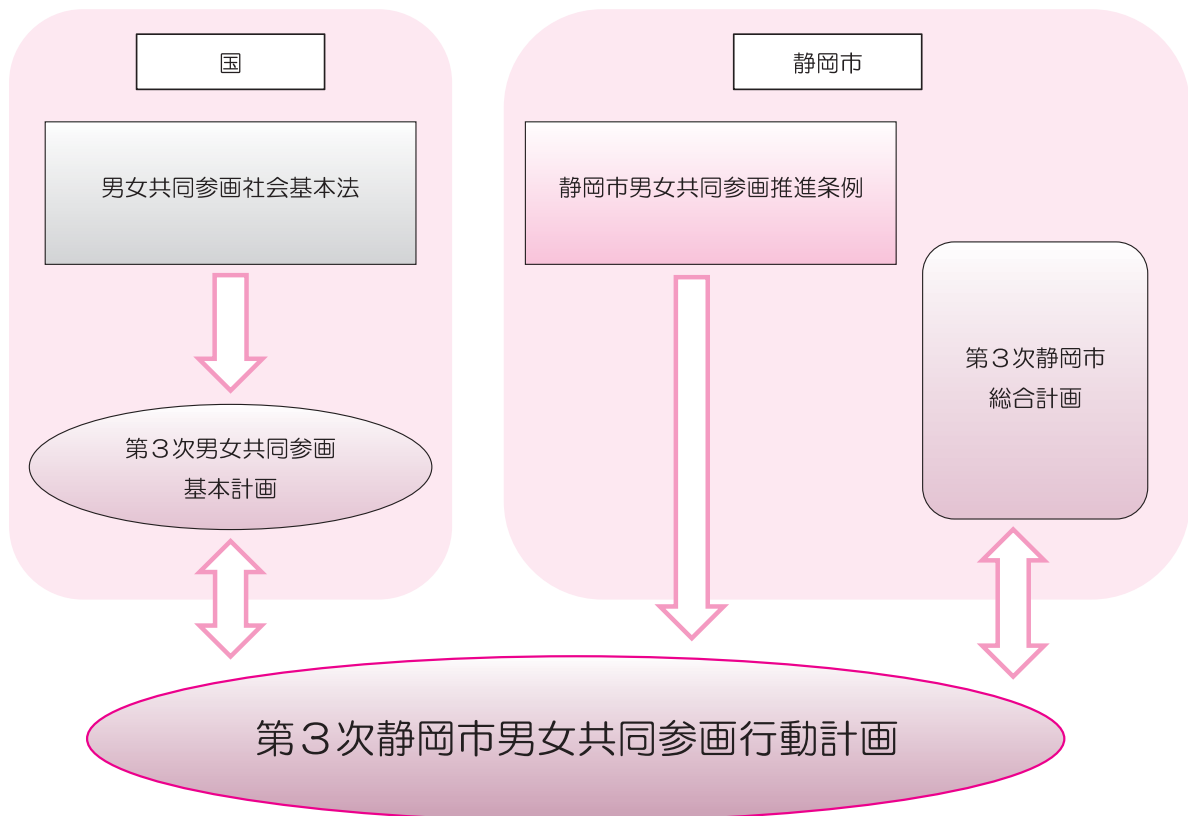 国
男女共同参画社会基本法
第３次男女共同参画
基本計画
静岡市
静岡市男女共同参画推進条例
第３次静岡市
総合計画
第３次静岡市男女共同参画行動計画